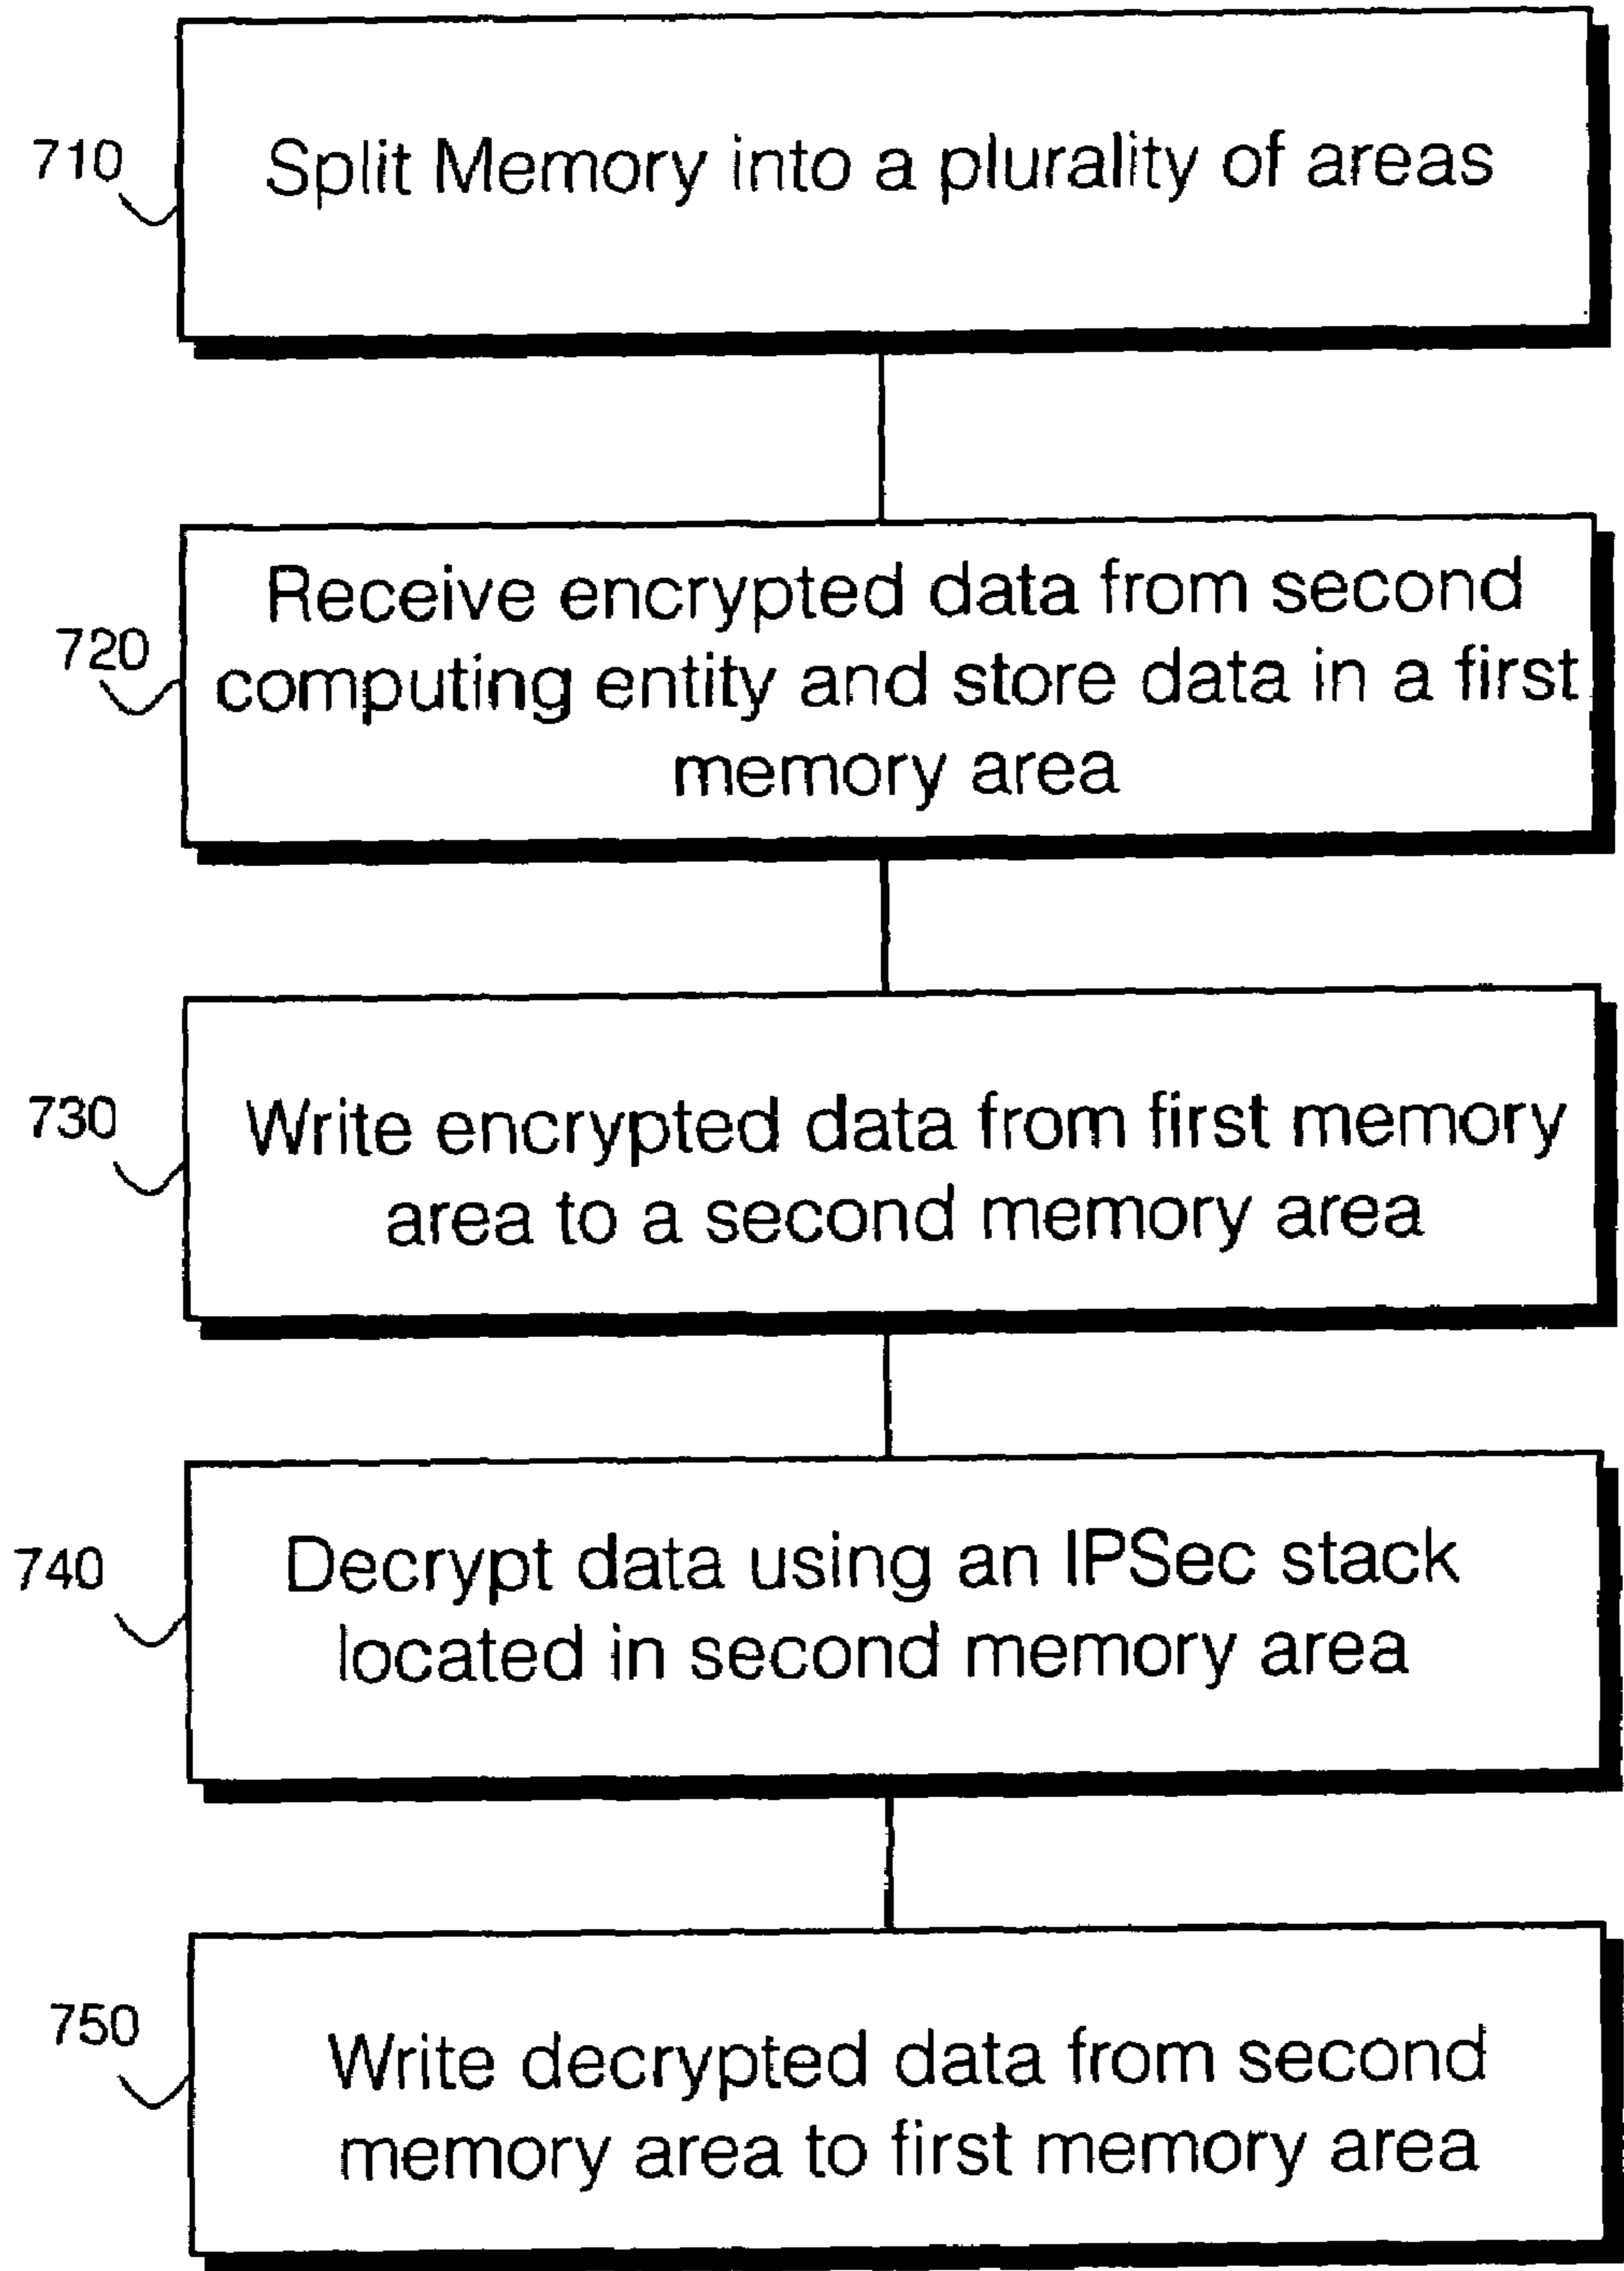 710
Split Memory into a plurality of areas
720
Receive encrypted data from second
computing entity and store data in a first
memory area
730
Write encrypted data from first memory
area to a second memory area
740
Decrypt data using an IPSec stack
located in second memory area
750
Write decrypted data from second
memory area to first memory area